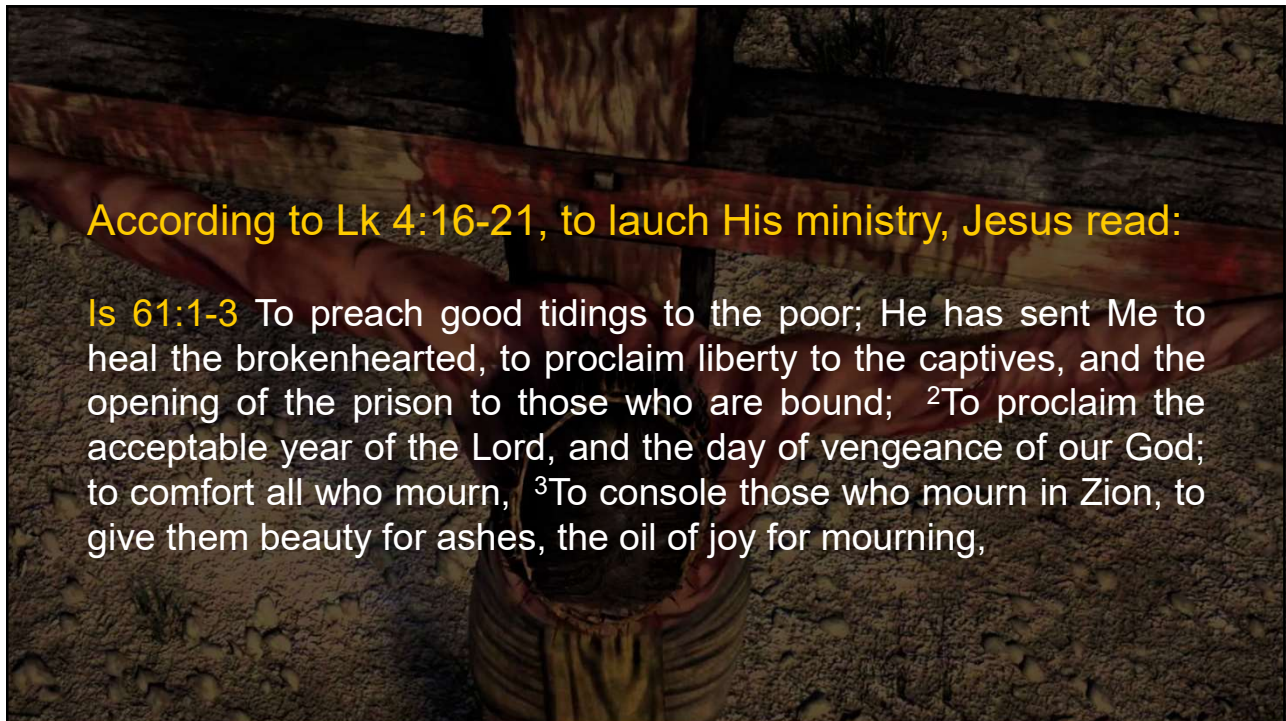 According to Lk 4:16-21, to lauch His ministry, Jesus read:
Is 61:1-3 To preach good tidings to the poor; He has sent Me to
heal the brokenhearted, to proclaim liberty to the captives, and the
opening of the prison to those who are bound; ²To proclaim the
acceptable year of the Lord, and the day of vengeance of our God;
to comfort all who mourn, ³To console those who mourn in Zion, to
give them beauty for ashes, the oil of joy for mourning,